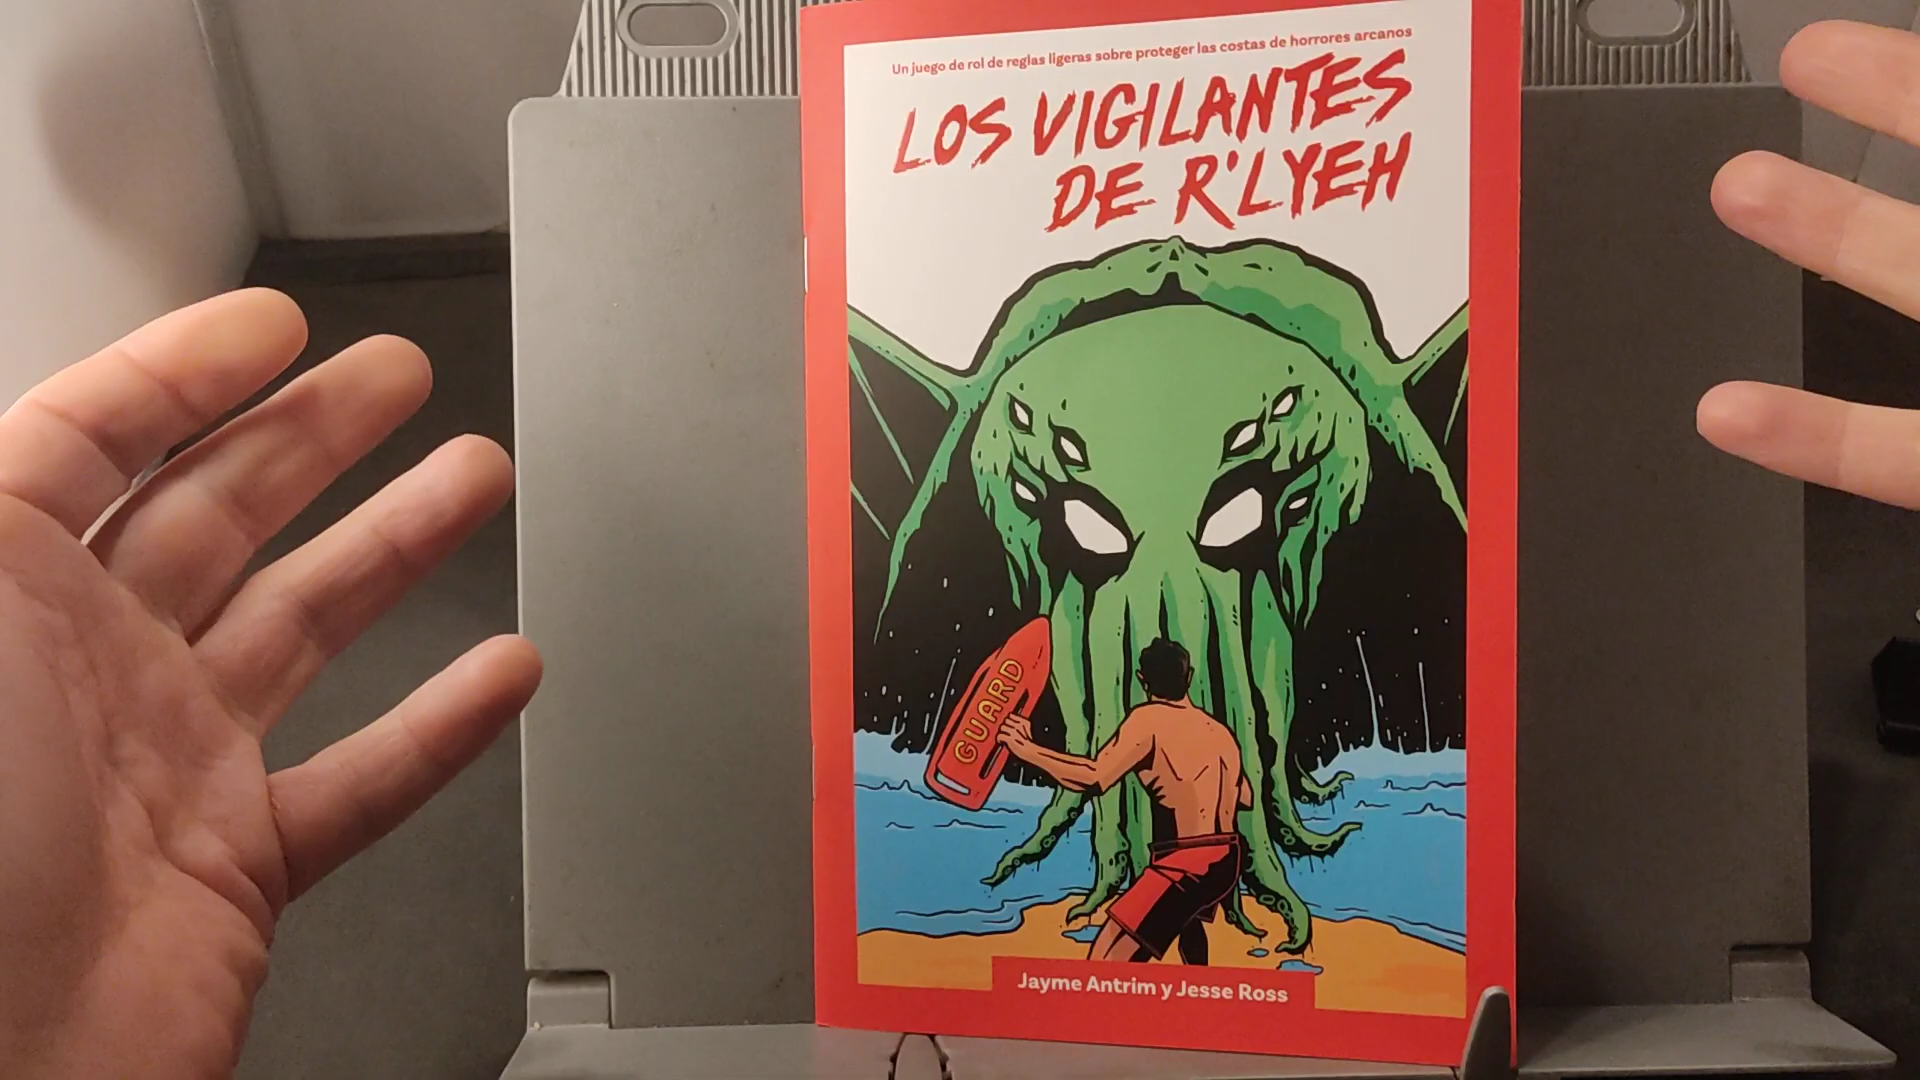 Un juego de rol de reglas ligeras sobre proteger las costas de horrores arcanos
LOS VIGILANTES
DE R'LYEH
GUARD
Jayme Antrim y Jesse Ross